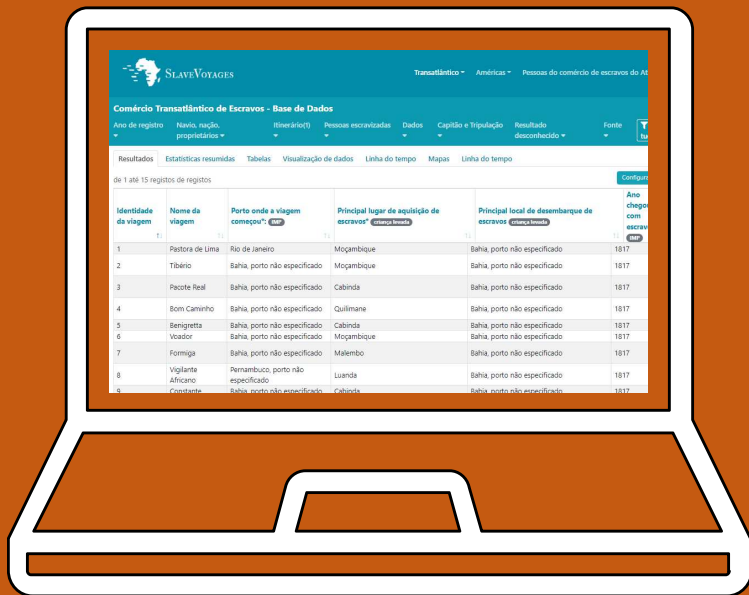 SLAVEVOYAGES
Transatlântico Américas Pessoas do comércio de escravos do At
Comércio Transatlântico de Escravos - Base de Dados
Ano de registro Navio, nação, proprietários Itinerário(1) Pessoas escravizadas Dados Capitão e Tripulação Resultado desconhecido Fonte
Resultados Estatísticas resumidas Tabelas Visualização de dados Linha do tempo Mapas Linha do tempo
de 1 até 15 registos de registos Configura
Identidade da viagem Nome da viagem Porto onde a viagem começou*: IMP Principal lugar de aquisição de escravos* criança levada Principal local de desembarque de escravos criança levada Ano chegou com escravo IMP
1 Pastora de Lima Rio de Janeiro Moçambique Bahia, porto não especificado 1817
2 Tibério Bahia, porto não especificado Moçambique Bahia, porto não especificado 1817
3 Pacote Real Bahia, porto não especificado Cabinda Bahia, porto não especificado 1817
4 Bom Caminho Bahia, porto não especificado Quilimane Bahia, porto não especificado 1817
5 Benigretta Bahia, porto não especificado Cabinda Bahia, porto não especificado 1817
6 Voador Bahia, porto não especificado Moçambique Bahia, porto não especificado 1817
7 Formiga Bahia, porto não especificado Malembo Bahia, porto não especificado 1817
8 Vigilante Africano Pernambuco, porto não especificado Luanda Bahia, porto não especificado 1817
9 Constante Bahia, porto não especificado Cabinda Bahia, porto não especificado 1817